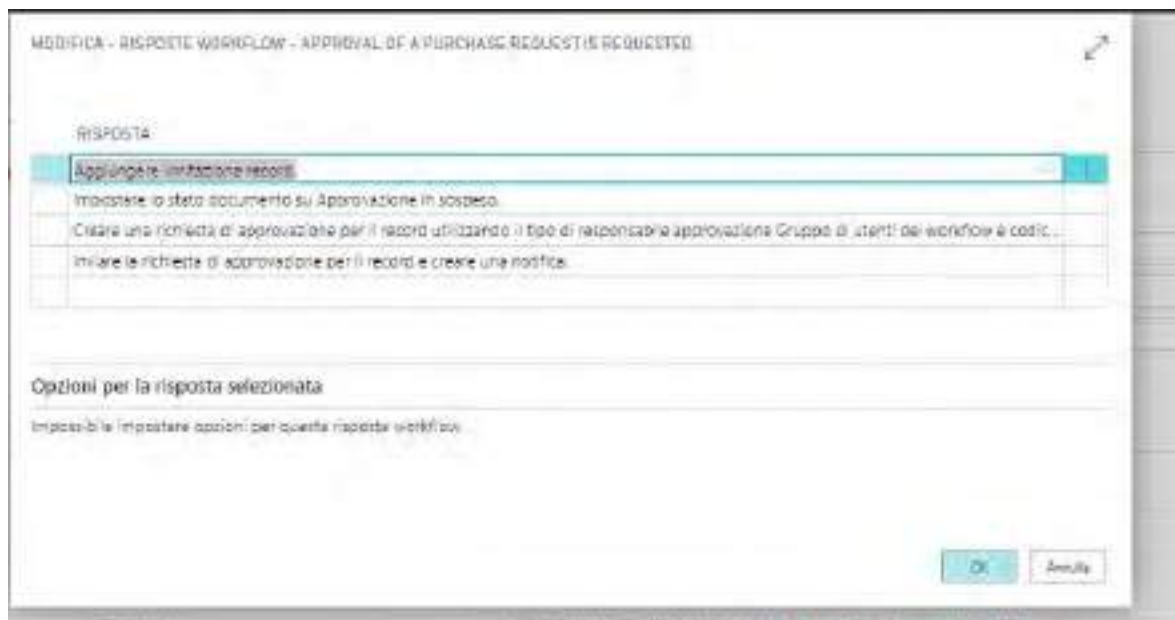 MODIFICA - RISPOSTE WORKFLOW - APPROVAL OF A PURCHASE REQUEST IS REQUESTED.
RISPOSTA
Aggiungere limitazione record.
Impostare lo stato documento su Approvazione in sospeso.
Creare una richiesta di approvazione per il record utilizzando il tipo di responsabile approvazione Gruppo di utenti del workflow e codic...
Inviare la richiesta di approvazione per il record e creare una notifica.
Opzioni per la risposta selezionata
Impossibile impostare opzioni per questa risposta workflow.
OK
Annulla